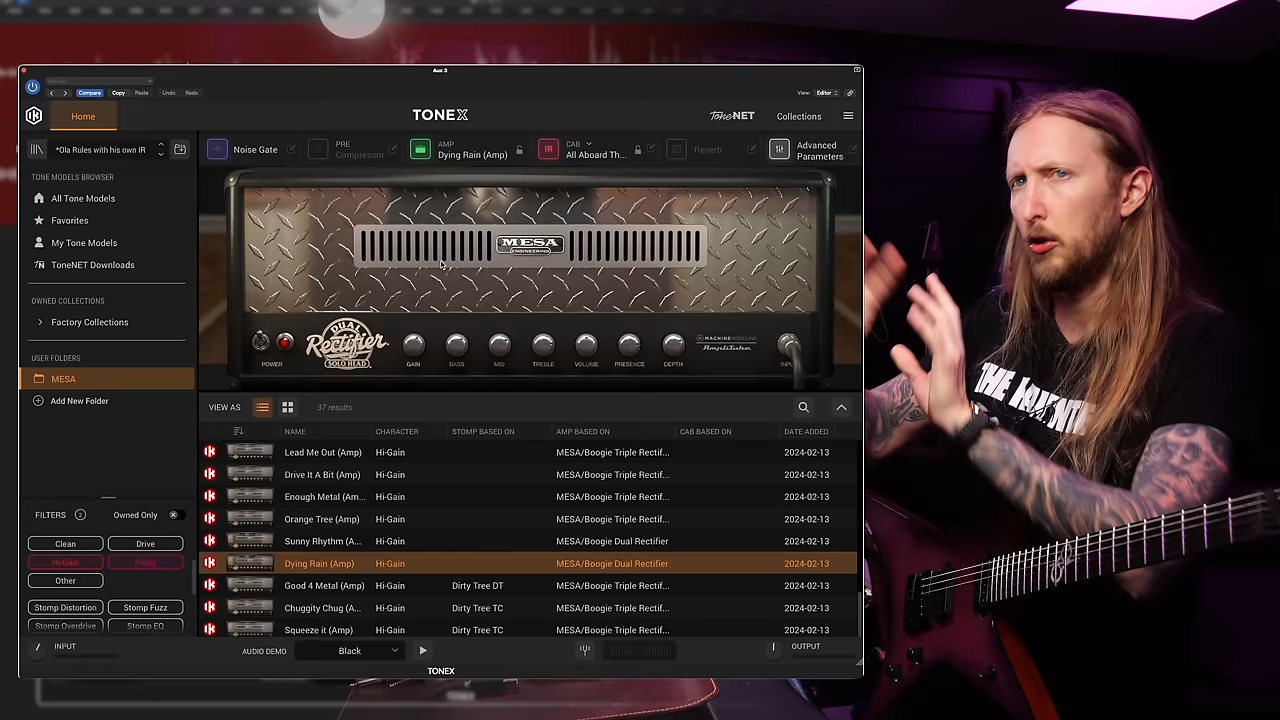 Aux 3
Compare
Copy
Paste
Undo
Redo
View:
Editor
Home
TONEX
ToneNET
Collections
*Ola Rules with his own IR
Noise Gate
PRE
Compressor
AMP
Dying Rain (Amp)
IR
CAB
All Aboard Th...
Reverb
Advanced
Parameters
TONE MODELS BROWSER
All Tone Models
Favorites
My Tone Models
ToneNET Downloads
OWNED COLLECTIONS
Factory Collections
USER FOLDERS
MESA
Add New Folder
MESA
ENGINEERING
DUAL
Rectifier
SOLO HEAD
POWER
GAIN
BASS
MID
TREBLE
VOLUME
PRESENCE
DEPTH
MACHINE MODELING
AmpliTube
INPUT
VIEW AS
37 results
NAME
CHARACTER
STOMP BASED ON
AMP BASED ON
CAB BASED ON
DATE ADDED
Lead Me Out (Amp)
Hi-Gain
MESA/Boogie Triple Rectif...
2024-02-13
Drive It A Bit (Amp)
Hi-Gain
MESA/Boogie Triple Rectif...
2024-02-13
Enough Metal (Am...
Hi-Gain
MESA/Boogie Triple Rectif...
2024-02-13
Orange Tree (Amp)
Hi-Gain
MESA/Boogie Triple Rectif...
2024-02-13
Sunny Rhythm (A...
Hi-Gain
MESA/Boogie Dual Rectifier
2024-02-13
Dying Rain (Amp)
Hi-Gain
MESA/Boogie Dual Rectifier
2024-02-13
Good 4 Metal (Amp)
Hi-Gain
Dirty Tree DT
MESA/Boogie Triple Rectif...
2024-02-13
Chuggity Chug (A...
Hi-Gain
Dirty Tree TC
MESA/Boogie Triple Rectif...
2024-02-13
Squeeze it (Amp)
Hi-Gain
Dirty Tree TC
MESA/Boogie Triple Rectif...
2024-02-13
FILTERS
2
Owned Only
Clean
Drive
Hi-Gain
Fuzzy
Other
Stomp Distortion
Stomp Fuzz
Stomp Overdrive
Stomp EQ
INPUT
AUDIO DEMO
Black
OUTPUT
TONEX
THE